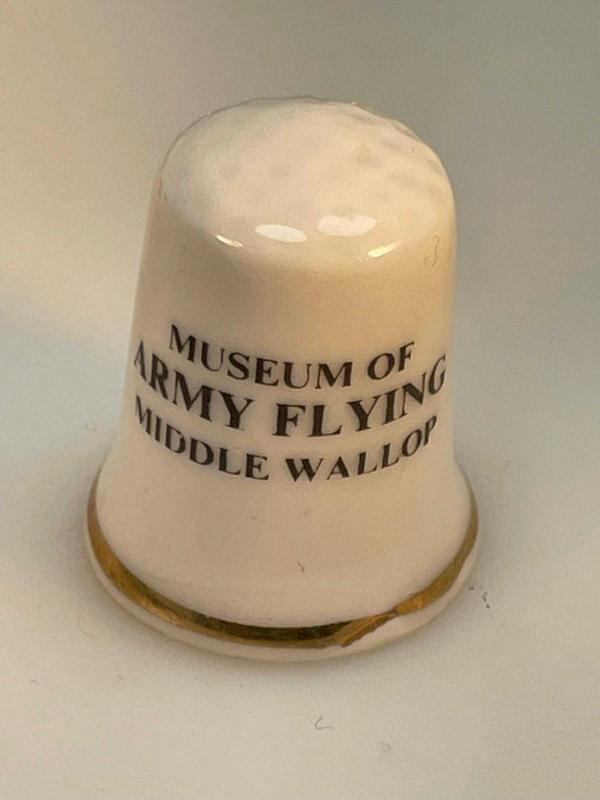 MUSEUM OF
ARMY FLYING
MIDDLE WALLOP